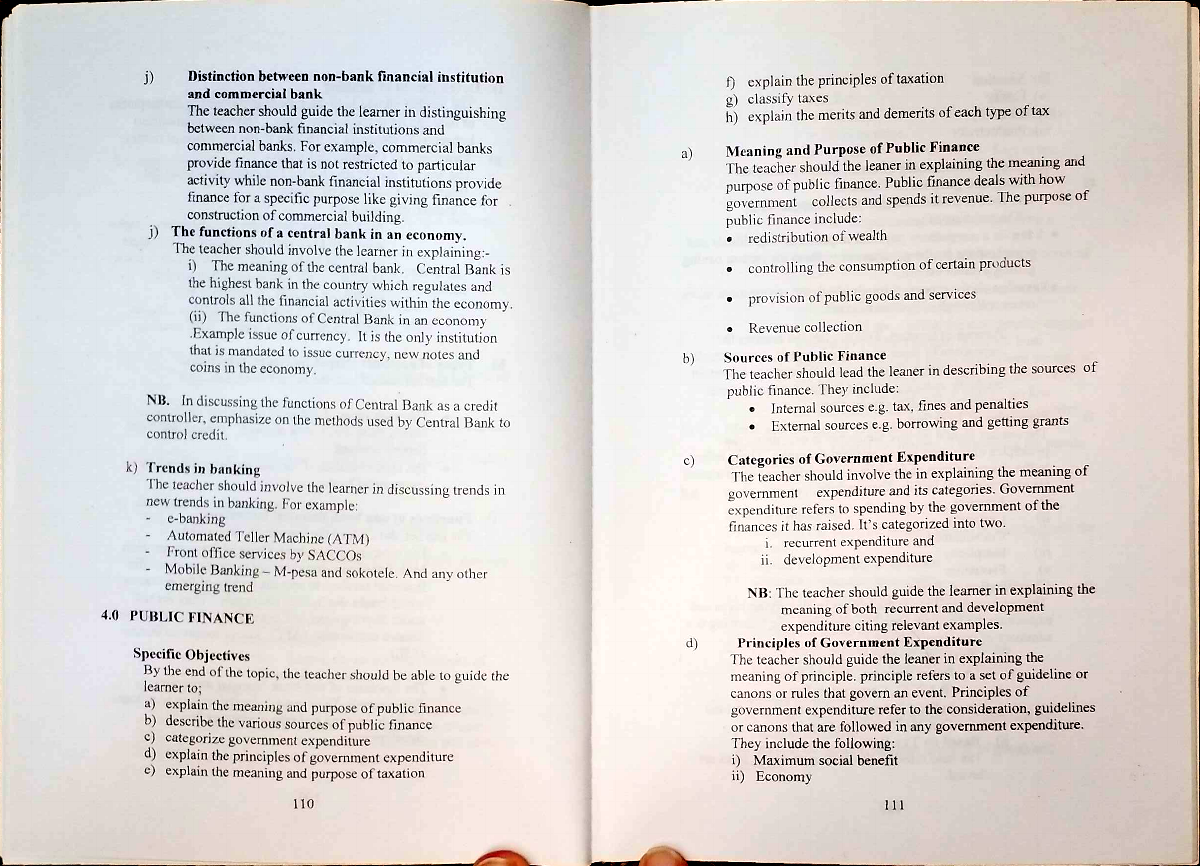 j) Distinction between non-bank financial institution
and commercial bank
The teacher should guide the learner in distinguishing
between non-bank financial institutions and
commercial banks. For example, commercial banks
provide finance that is not restricted to particular
activity while non-bank financial institutions provide
finance for a specific purpose like giving finance for
construction of commercial building.
j) The functions of a central bank in an economy.
The teacher should involve the learner in explaining:-
i) The meaning of the central bank. Central Bank is
the highest bank in the country which regulates and
controls all the financial activities within the economy.
(ii) The functions of Central Bank in an economy
.Example issue of currency. It is the only institution
that is mandated to issue currency, new notes and
coins in the economy.
NB. In discussing the functions of Central Bank as a credit
controller, emphasize on the methods used by Central Bank to
control credit.
k) Trends in banking
The teacher should involve the learner in discussing trends in
new trends in banking. For example:
- e-banking
- Automated Teller Machine (ATM)
- Front office services by SACCOs
- Mobile Banking – M-pesa and sokotele. And any other
emerging trend
4.0 PUBLIC FINANCE
Specific Objectives
By the end of the topic, the teacher should be able to guide the
learner to;
a) explain the meaning and purpose of public finance
b) describe the various sources of public finance
c) categorize government expenditure
d) explain the principles of government expenditure
e) explain the meaning and purpose of taxation
110
f) explain the principles of taxation
g) classify taxes
h) explain the merits and demerits of each type of tax
a) Meaning and Purpose of Public Finance
The teacher should the leaner in explaining the meaning and
purpose of public finance. Public finance deals with how
government collects and spends it revenue. The purpose of
public finance include:
• redistribution of wealth
• controlling the consumption of certain products
• provision of public goods and services
• Revenue collection
b) Sources of Public Finance
The teacher should lead the leaner in describing the sources of
public finance. They include:
• Internal sources e.g. tax, fines and penalties
• External sources e.g. borrowing and getting grants
c) Categories of Government Expenditure
The teacher should involve the in explaining the meaning of
government expenditure and its categories. Government
expenditure refers to spending by the government of the
finances it has raised. It's categorized into two.
i. recurrent expenditure and
ii. development expenditure
NB: The teacher should guide the learner in explaining the
meaning of both recurrent and development
expenditure citing relevant examples.
d) Principles of Government Expenditure
The teacher should guide the leaner in explaining the
meaning of principle. principle refers to a set of guideline or
canons or rules that govern an event. Principles of
government expenditure refer to the consideration, guidelines
or canons that are followed in any government expenditure.
They include the following:
i) Maximum social benefit
ii) Economy
111